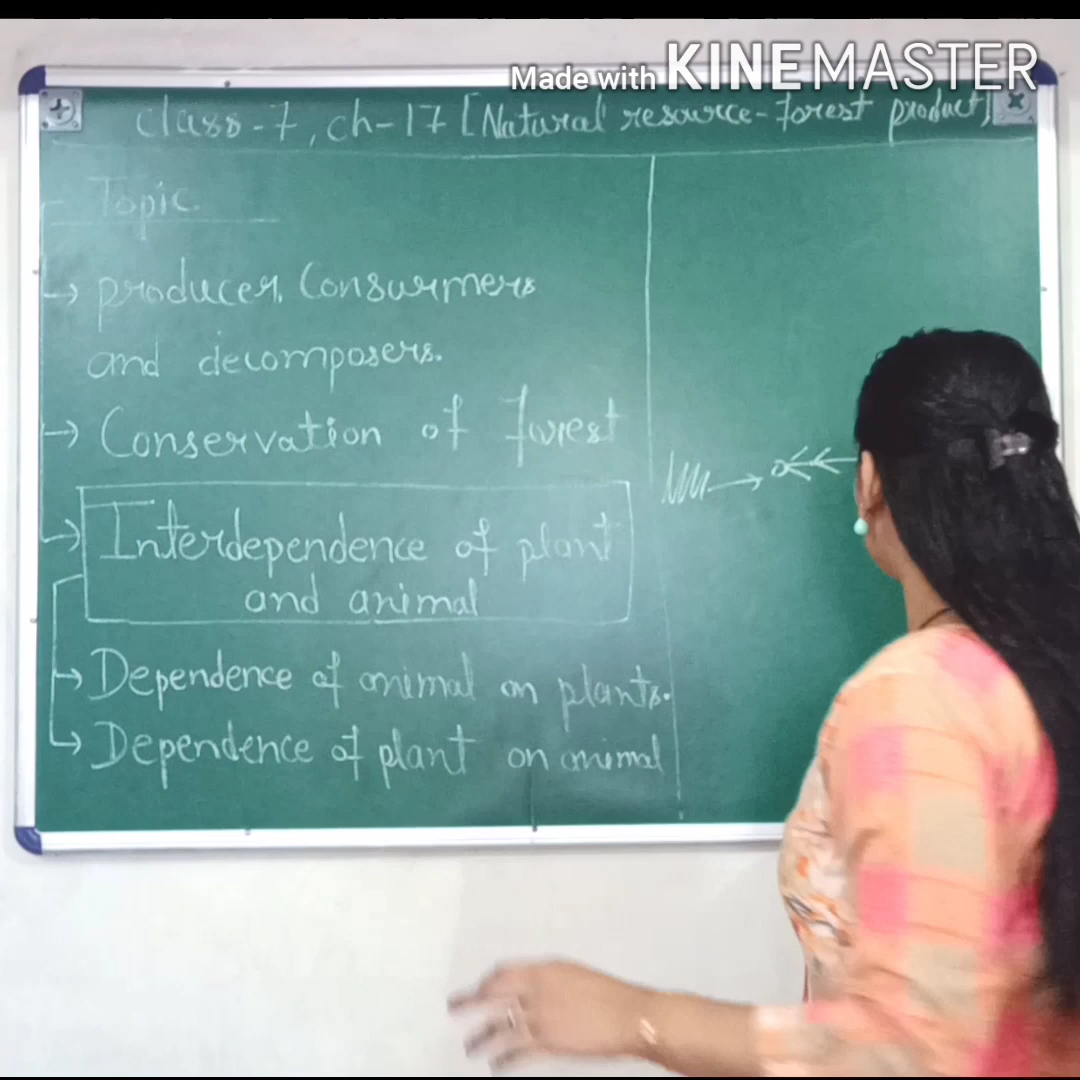 Made with KINEMASTER
Class-7, ch-17 [Natural resource-forest product]
Topic
→ producer, Consurmers
and decomposers.
→ Conservation of forest
→ Interdependence of plant
and animal
→ Dependence of animal on plants.
→ Dependence of plant on animal